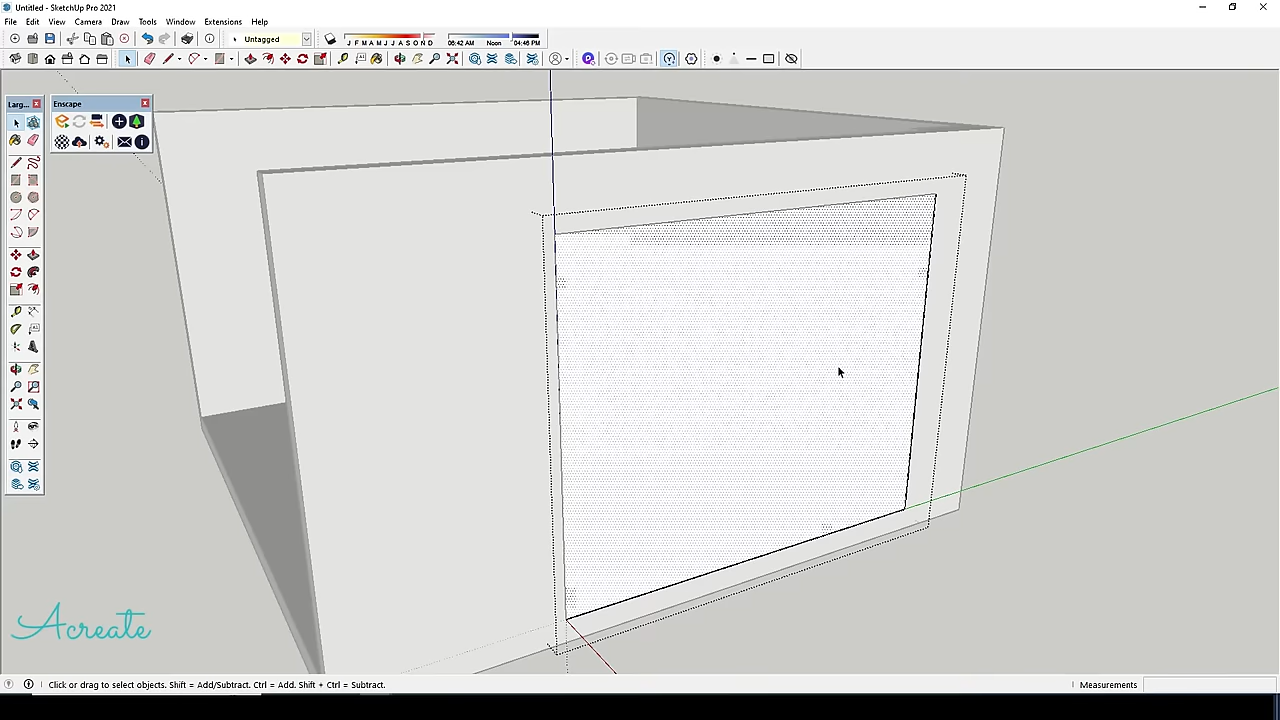 Untitled - SketchUp Pro 2021
File Edit View Camera Draw Tools Window Extensions Help
Untagged
J F M A M J J A S O N D
06:42 AM Noon 04:46 PM
Larg...
Enscape
Acreate
Click or drag to select objects. Shift = Add/Subtract. Ctrl = Add. Shift + Ctrl = Subtract.
Measurements